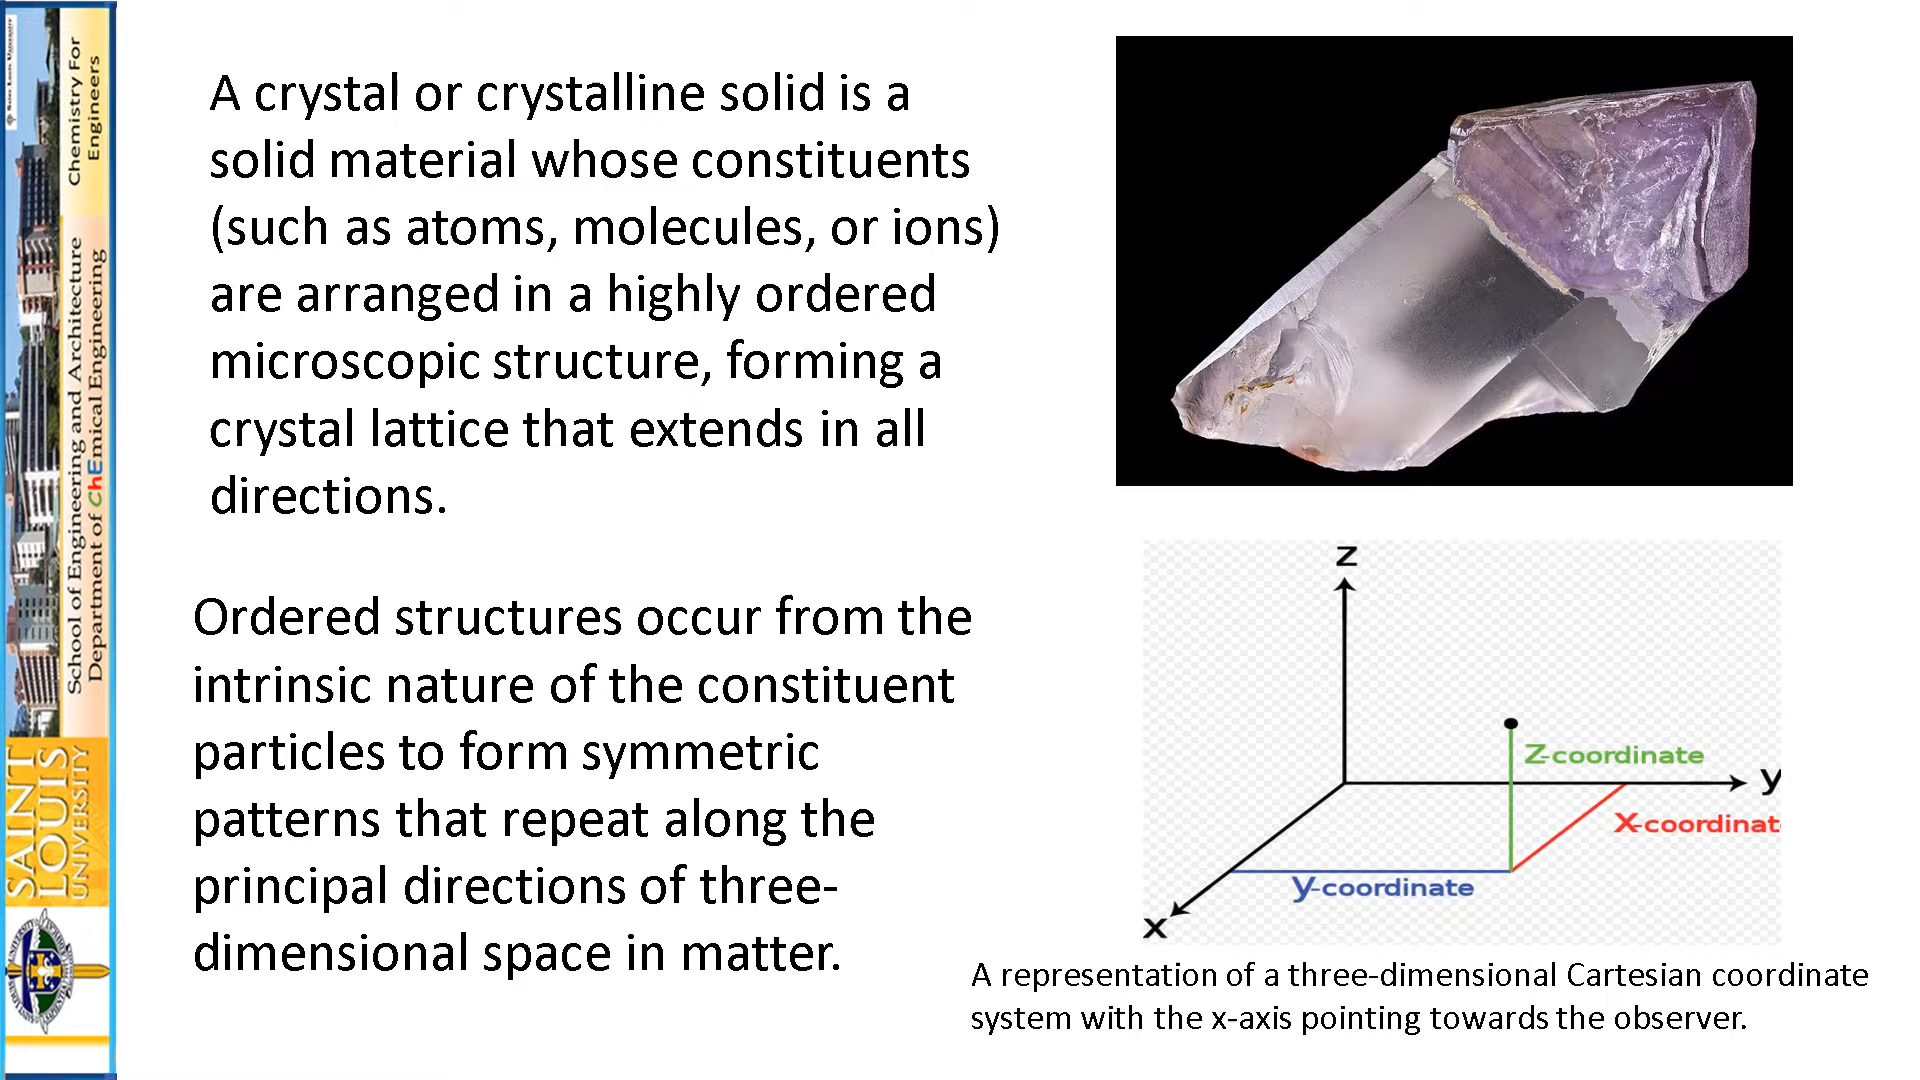 Chemistry For
Engineers
School of Engineering and Architecture
Department of ChEmical Engineering
SAINT
LOUIS
UNIVERSITY
A crystal or crystalline solid is a
solid material whose constituents
(such as atoms, molecules, or ions)
are arranged in a highly ordered
microscopic structure, forming a
crystal lattice that extends in all
directions.
Ordered structures occur from the
intrinsic nature of the constituent
particles to form symmetric
patterns that repeat along the
principal directions of three-
dimensional space in matter.
z
z-coordinate
y
x-coordinat
y-coordinate
x
A representation of a three-dimensional Cartesian coordinate
system with the x-axis pointing towards the observer.